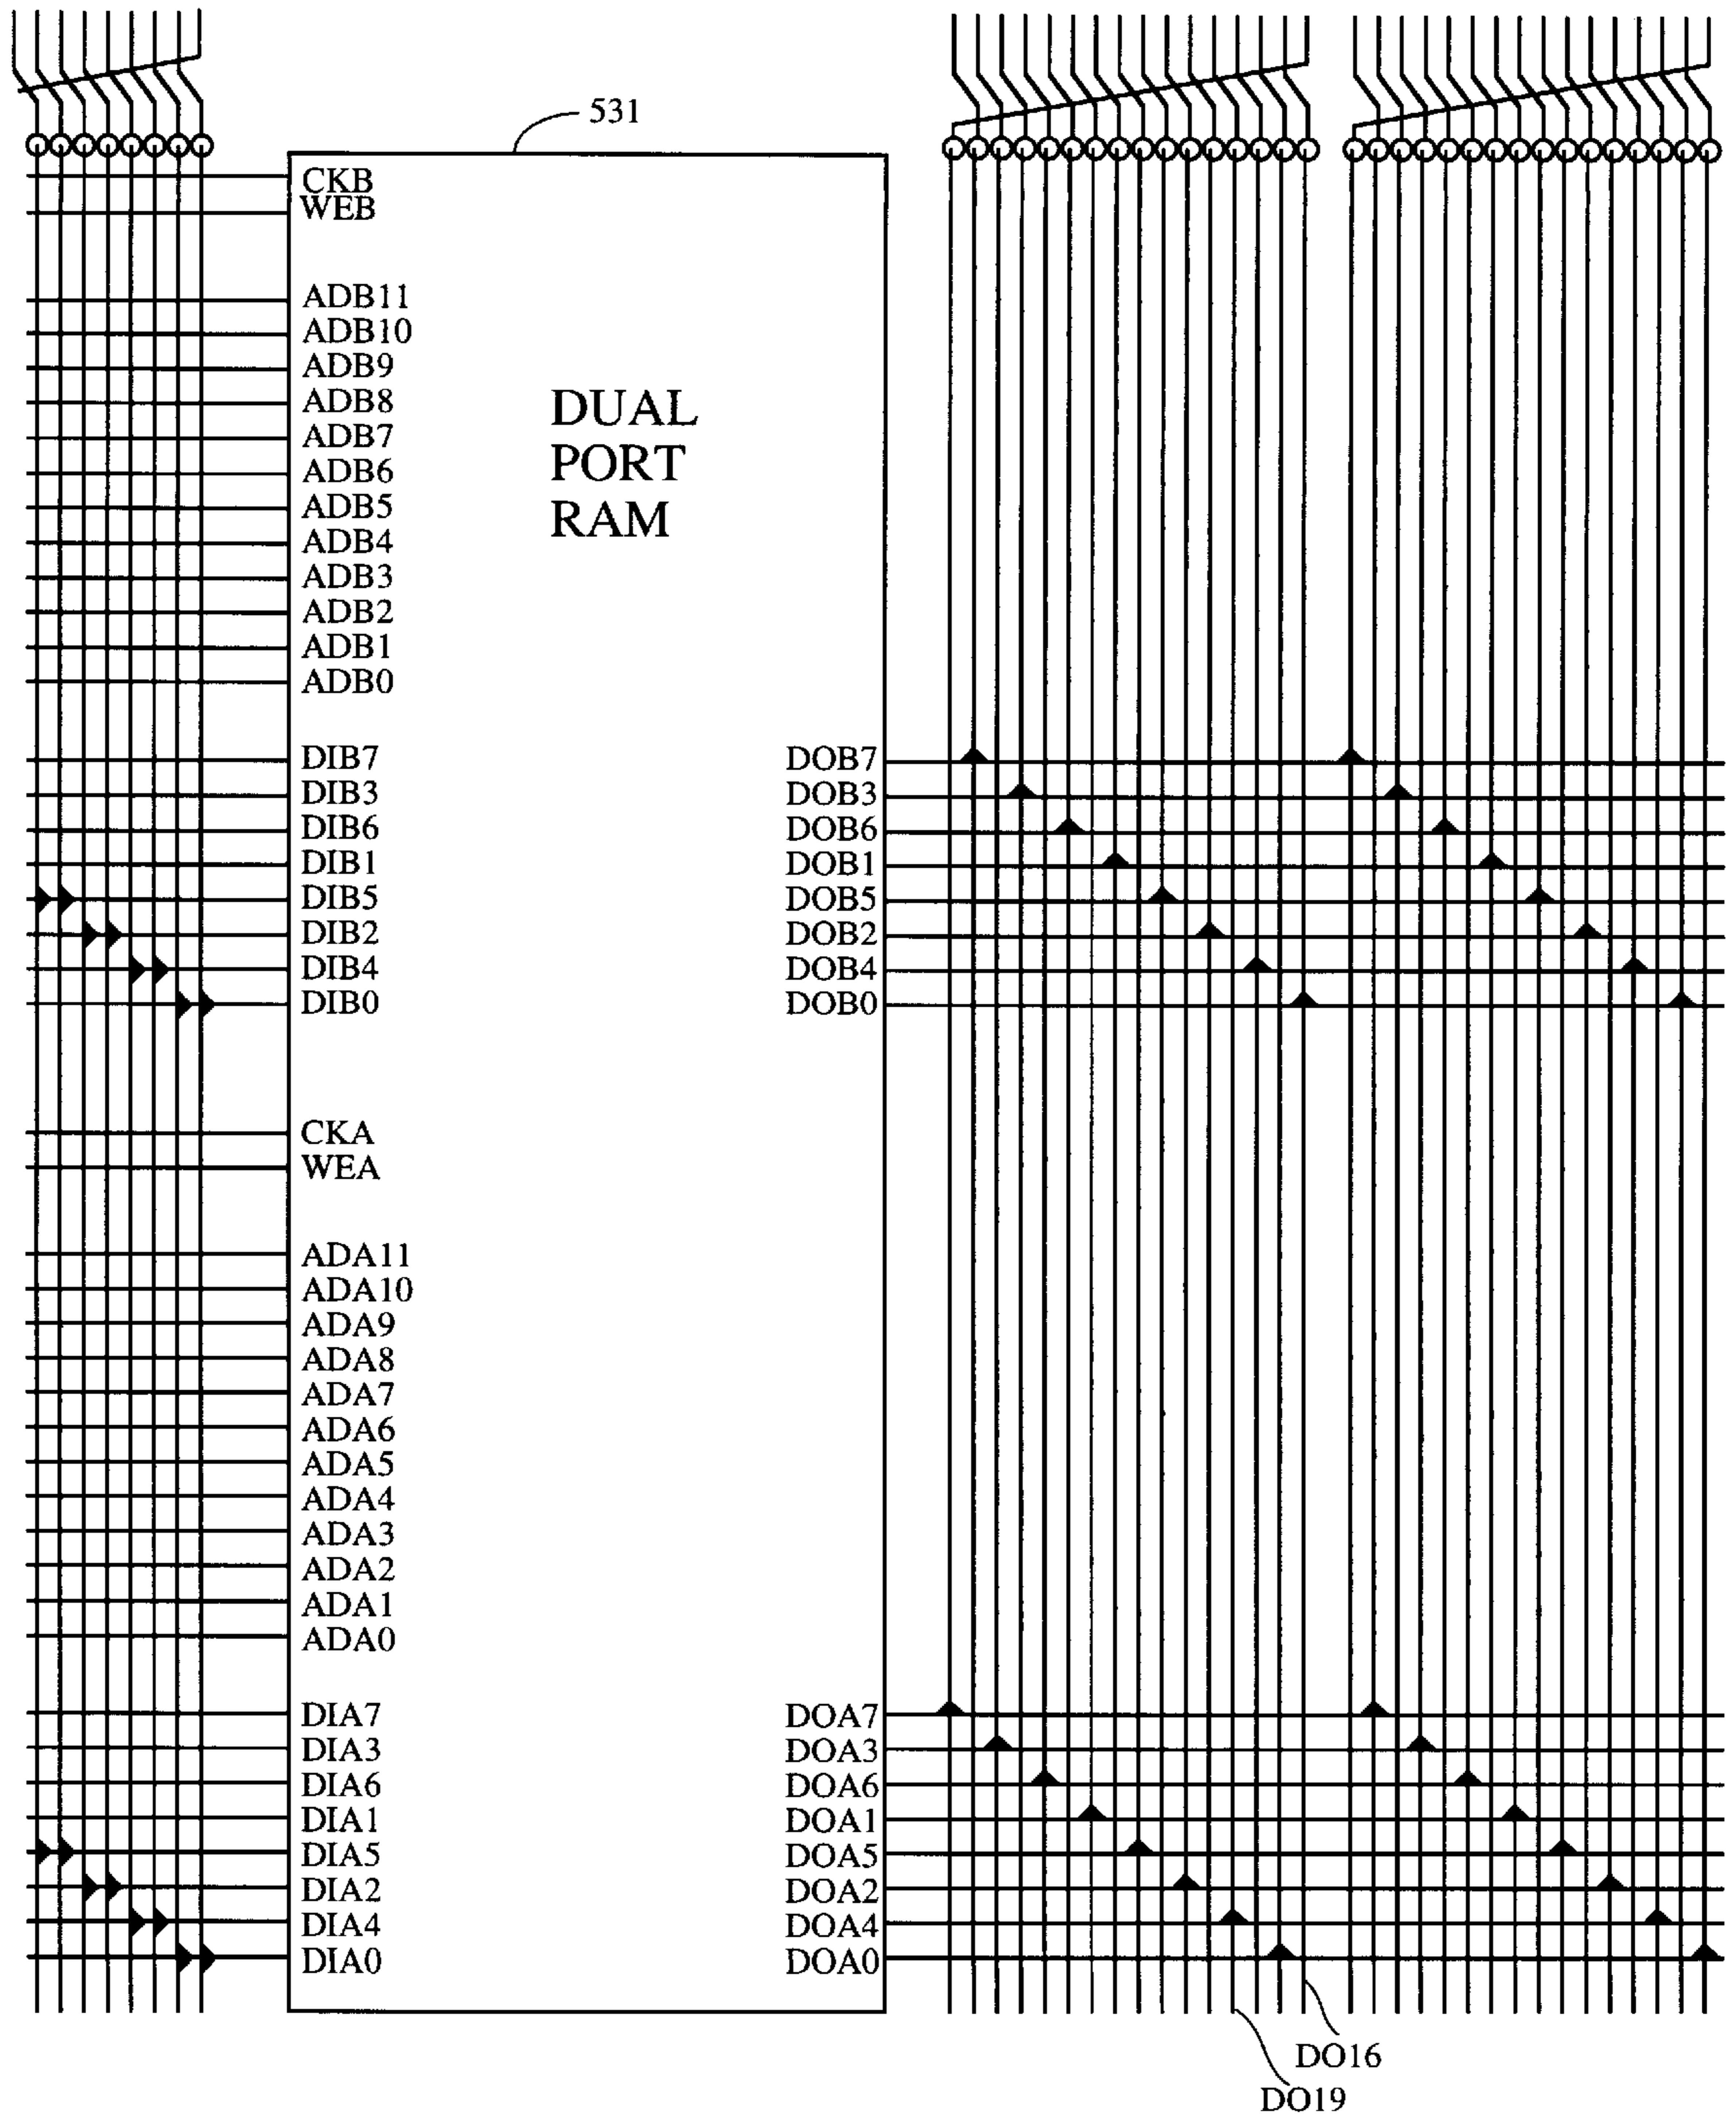 531
CKB
WEB
ADB11
ADB10
ADB9
ADB8
ADB7
ADB6
ADB5
ADB4
ADB3
ADB2
ADB1
ADB0
DUAL
PORT
RAM
DIB7 DOB7
DIB3 DOB3
DIB6 DOB6
DIB1 DOB1
DIB5 DOB5
DIB2 DOB2
DIB4 DOB4
DIB0 DOB0
CKA
WEA
ADA11
ADA10
ADA9
ADA8
ADA7
ADA6
ADA5
ADA4
ADA3
ADA2
ADA1
ADA0
DIA7 DOA7
DIA3 DOA3
DIA6 DOA6
DIA1 DOA1
DIA5 DOA5
DIA2 DOA2
DIA4 DOA4
DIA0 DOA0
DO16
DO19